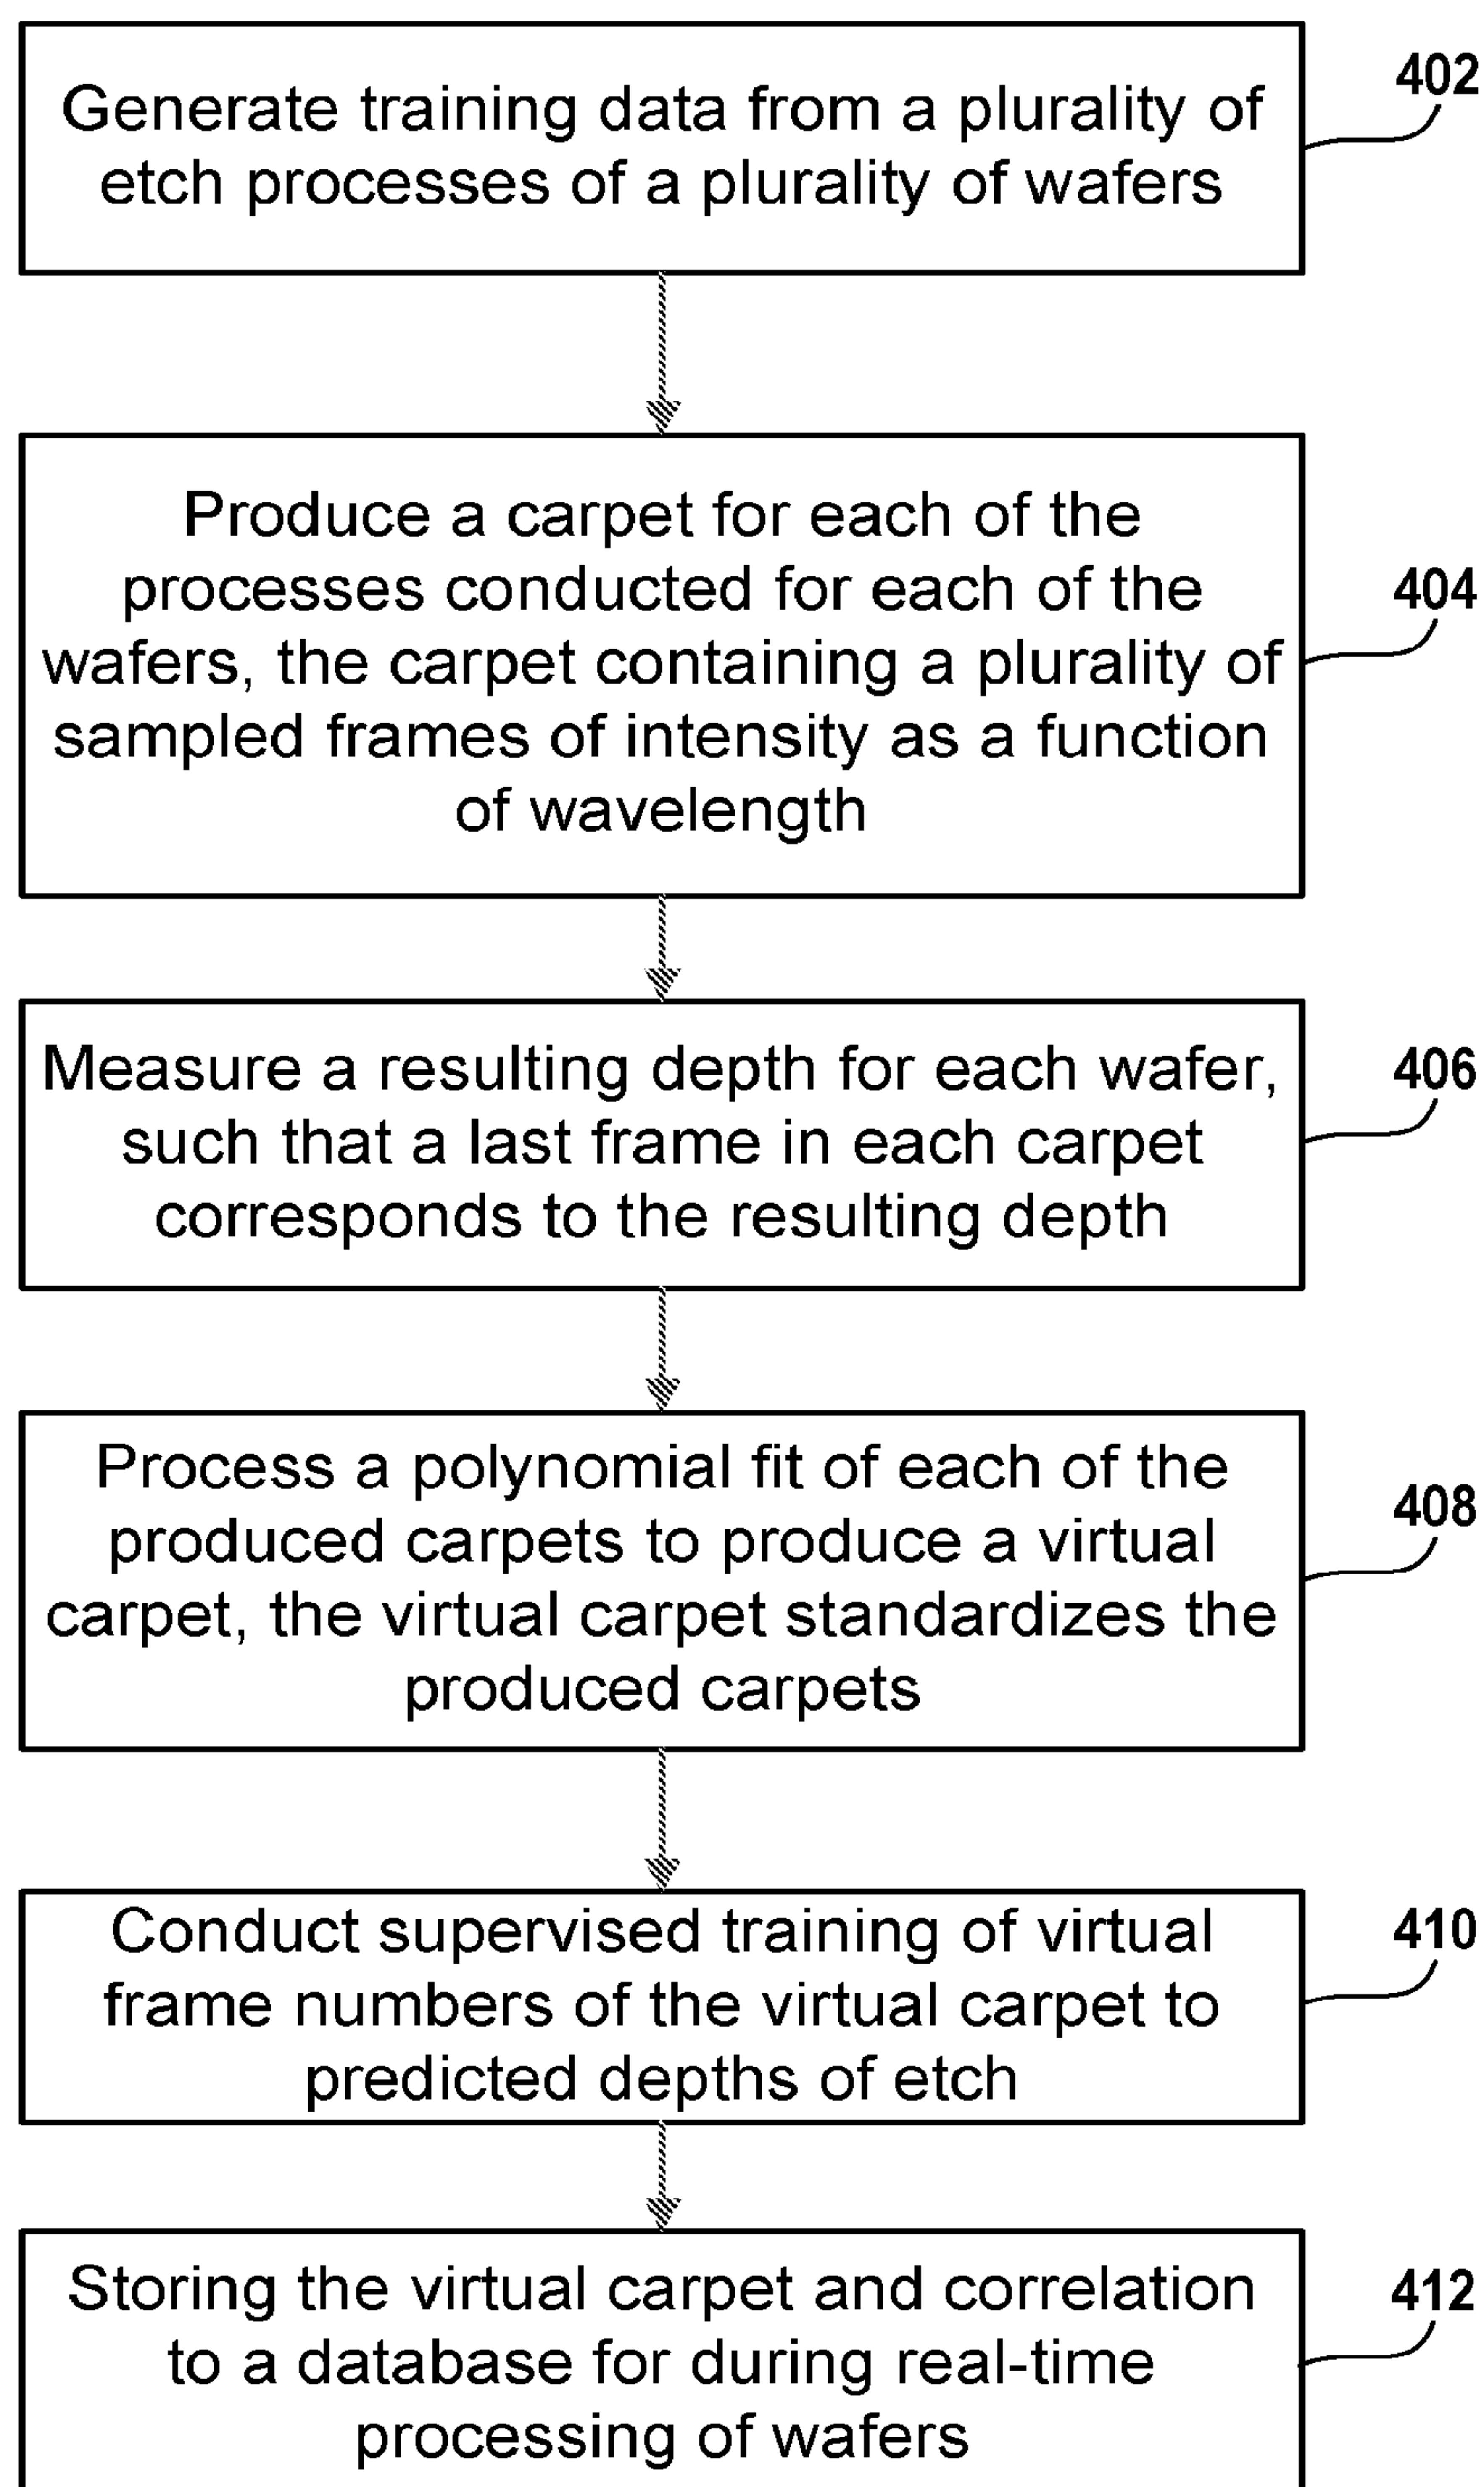 Generate training data from a plurality of
etch processes of a plurality of wafers
402
Produce a carpet for each of the
processes conducted for each of the
wafers, the carpet containing a plurality of
sampled frames of intensity as a function
of wavelength
404
Measure a resulting depth for each wafer,
such that a last frame in each carpet
corresponds to the resulting depth
406
Process a polynomial fit of each of the
produced carpets to produce a virtual
carpet, the virtual carpet standardizes the
produced carpets
408
Conduct supervised training of virtual
frame numbers of the virtual carpet to
predicted depths of etch
410
Storing the virtual carpet and correlation
to a database for during real-time
processing of wafers
412